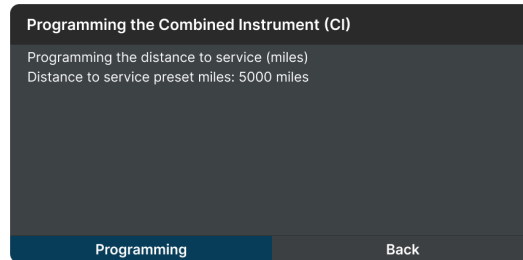 Programming the Combined Instrument (CI)
Programming the distance to service (miles)
Distance to service preset miles: 5000 miles
Programming
Back